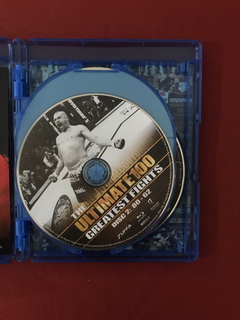 THE
ULTIMATE 100
GREATEST FIGHTS
DISC 2: 80 - 62